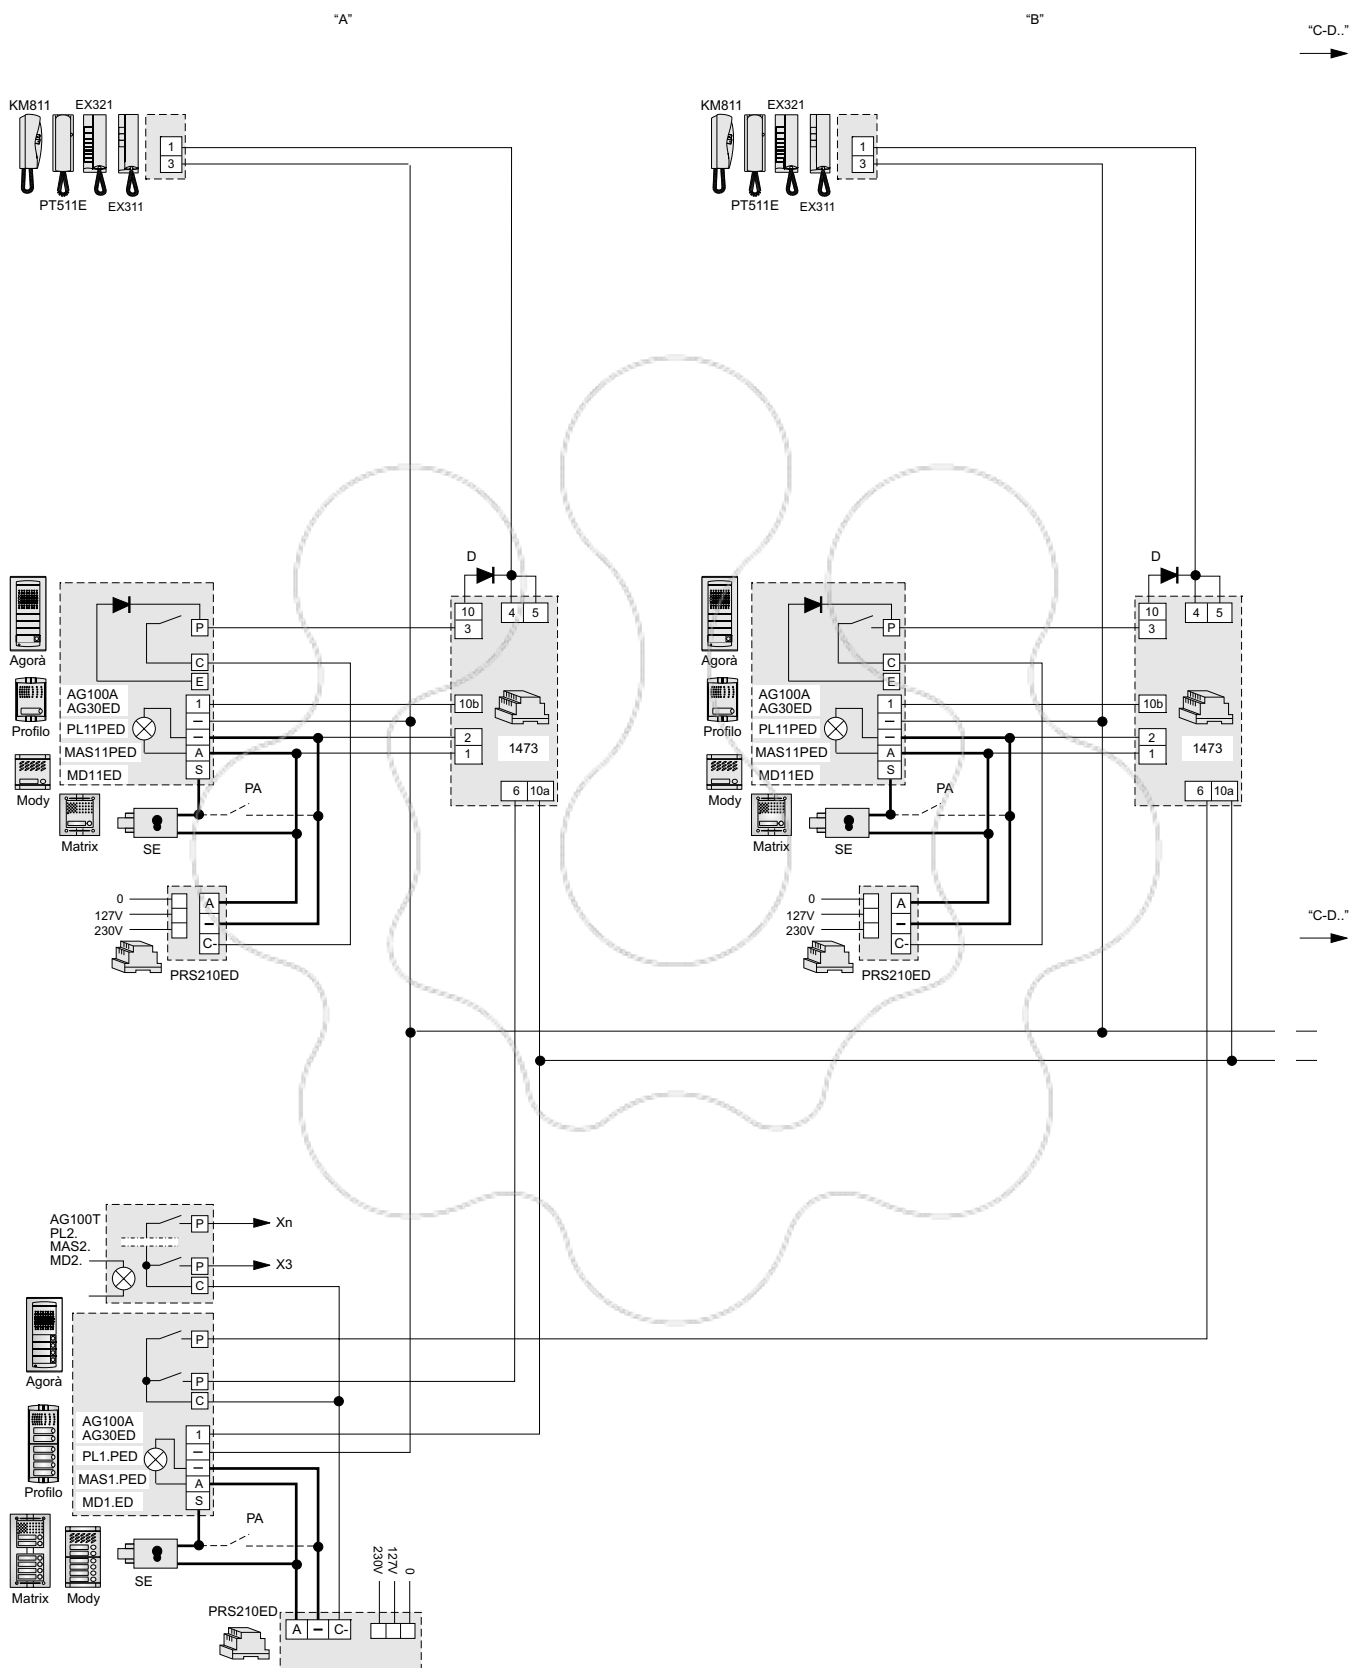 “A”
“B”
“C-D..”
KM811 EX321
1
3
PT511E EX311
KM811 EX321
1
3
PT511E EX311
D
10 4 5
3
P
Agorà
C
E
AG100A
AG30ED
1
10b
Profilo
PL11PED
–
–
2
MAS11PED
A
1
1473
MD11ED
S
Mody
6 10a
PA
Matrix
SE
0
127V
230V
A
–
C-
PRS210ED
D
10 4 5
3
P
Agorà
C
E
AG100A
AG30ED
1
10b
Profilo
PL11PED
–
–
2
MAS11PED
A
1
1473
MD11ED
S
Mody
6 10a
PA
Matrix
SE
0
127V
230V
A
–
C-
PRS210ED
“C-D..”
AG100T
PL2.
MAS2.
MD2.
P Xn
P X3
C
P
Agorà
P
C
AG100A
AG30ED
1
PL1.PED
–
–
Profilo
MAS1.PED
A
MD1.ED
S
PA
Matrix Mody
SE
230V
127V
0
PRS210ED
A – C-